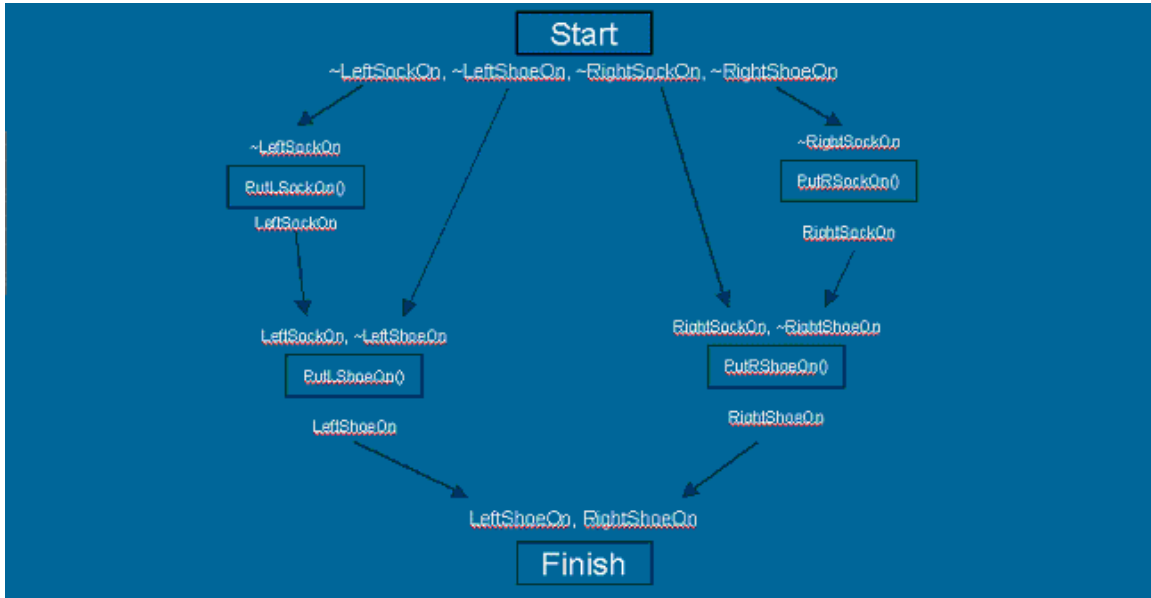 Start
~LeftSockOn, ~LeftShoeOn, ~RightSockOn, ~RightShoeOn
~LeftSockOn
~RightSockOn
PutLSockOn()
PutRSockOn()
LeftSockOn
RightSockOn
LeftSockOn, ~LeftShoeOn
RightSockOn, ~RightShoeOn
PutLShoeOn()
PutRShoeOn()
LeftShoeOn
RightShoeOn
LeftShoeOn, RightShoeOn
Finish